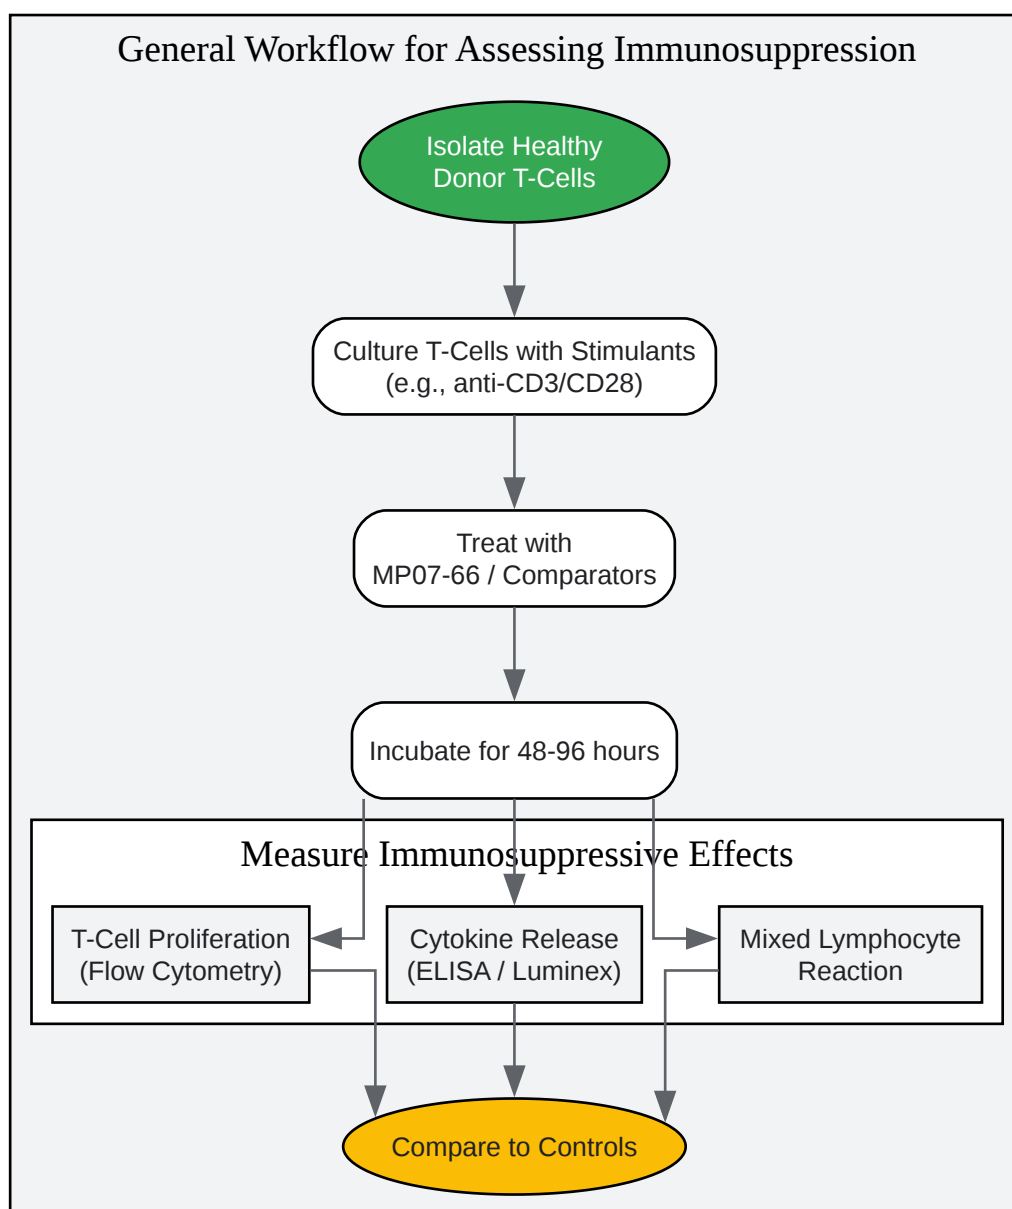 General Workflow for Assessing Immunosuppression
Isolate Healthy
Donor T-Cells
Culture T-Cells with Stimulants
(e.g., anti-CD3/CD28)
Treat with
MP07-66 / Comparators
Incubate for 48-96 hours
Measure Immunosuppressive Effects
T-Cell Proliferation
(Flow Cytometry)
Cytokine Release
(ELISA / Luminex)
Mixed Lymphocyte
Reaction
Compare to Controls